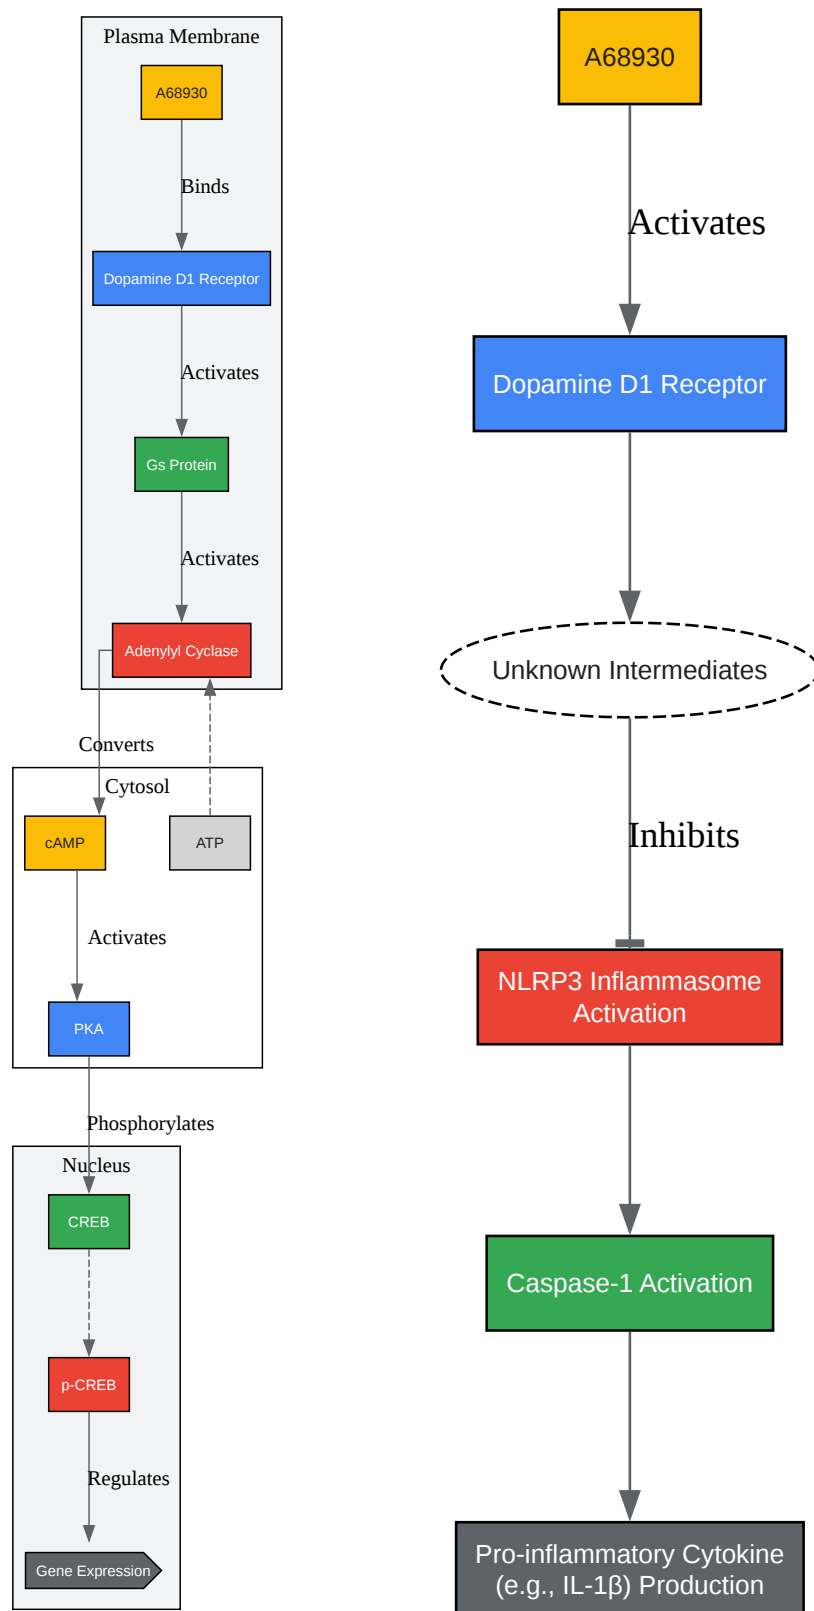 Plasma Membrane
A68930
Binds
Dopamine D1 Receptor
Activates
Gs Protein
Activates
Adenylyl Cyclase
Converts
Cytosol
cAMP
ATP
Activates
PKA
Phosphorylates
Nucleus
CREB
p-CREB
Regulates
Gene Expression
A68930
Activates
Dopamine D1 Receptor
Unknown Intermediates
Inhibits
NLRP3 Inflammasome
Activation
Caspase-1 Activation
Pro-inflammatory Cytokine
(e.g., IL-1β) Production